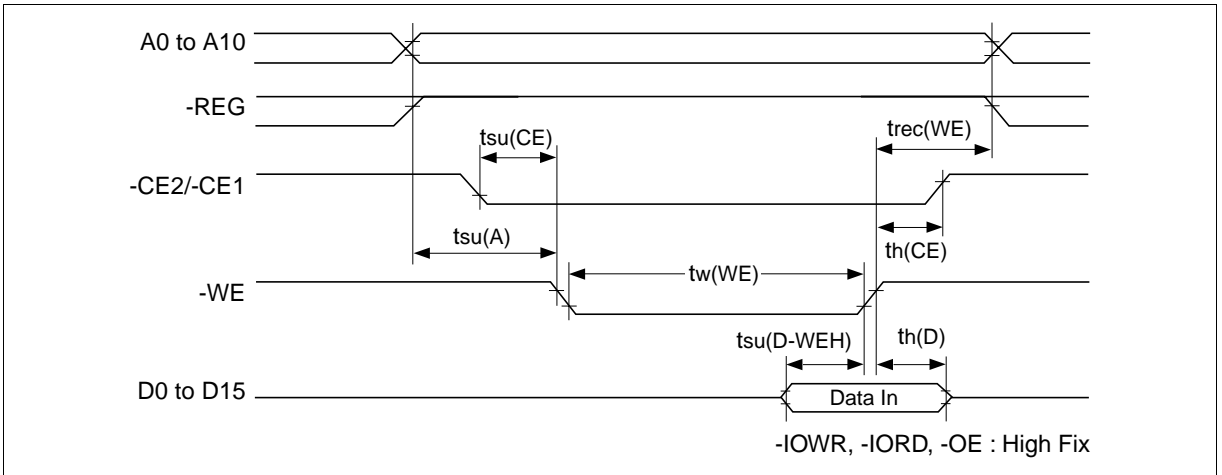 A0 to A10
-REG
tsu(CE)
trec(WE)
-CE2/-CE1
tsu(A)
th(CE)
tw(WE)
-WE
tsu(D-WEH)
th(D)
D0 to D15
Data In
-IOWR, -IORD, -OE : High Fix